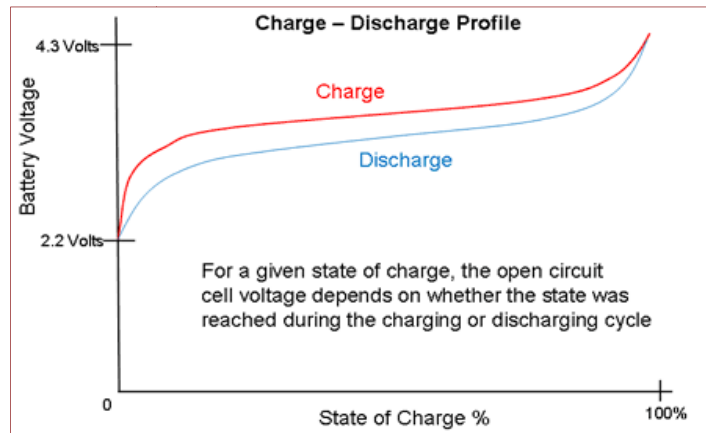 Charge – Discharge Profile
4.3 Volts
Charge
Battery Voltage
Discharge
2.2 Volts
For a given state of charge, the open circuit
cell voltage depends on whether the state was
reached during the charging or discharging cycle
0
State of Charge %
100%